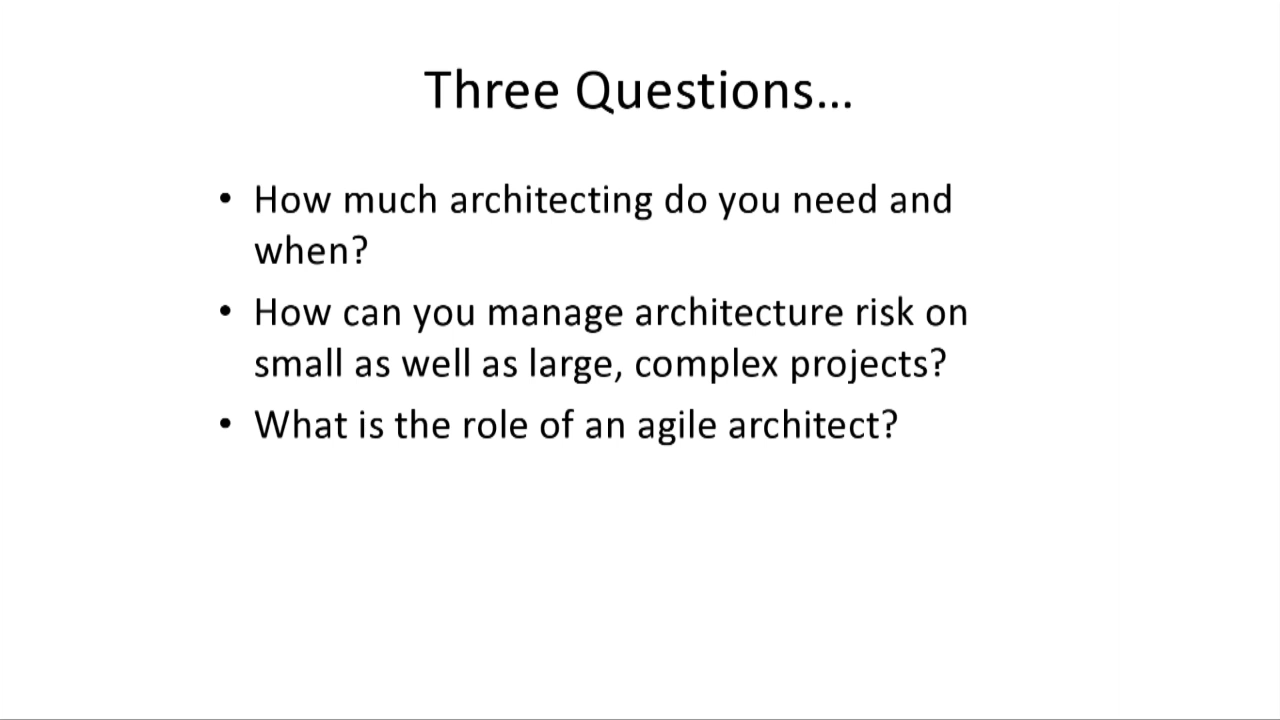 Three Questions…
• How much architecting do you need and
when?
• How can you manage architecture risk on
small as well as large, complex projects?
• What is the role of an agile architect?